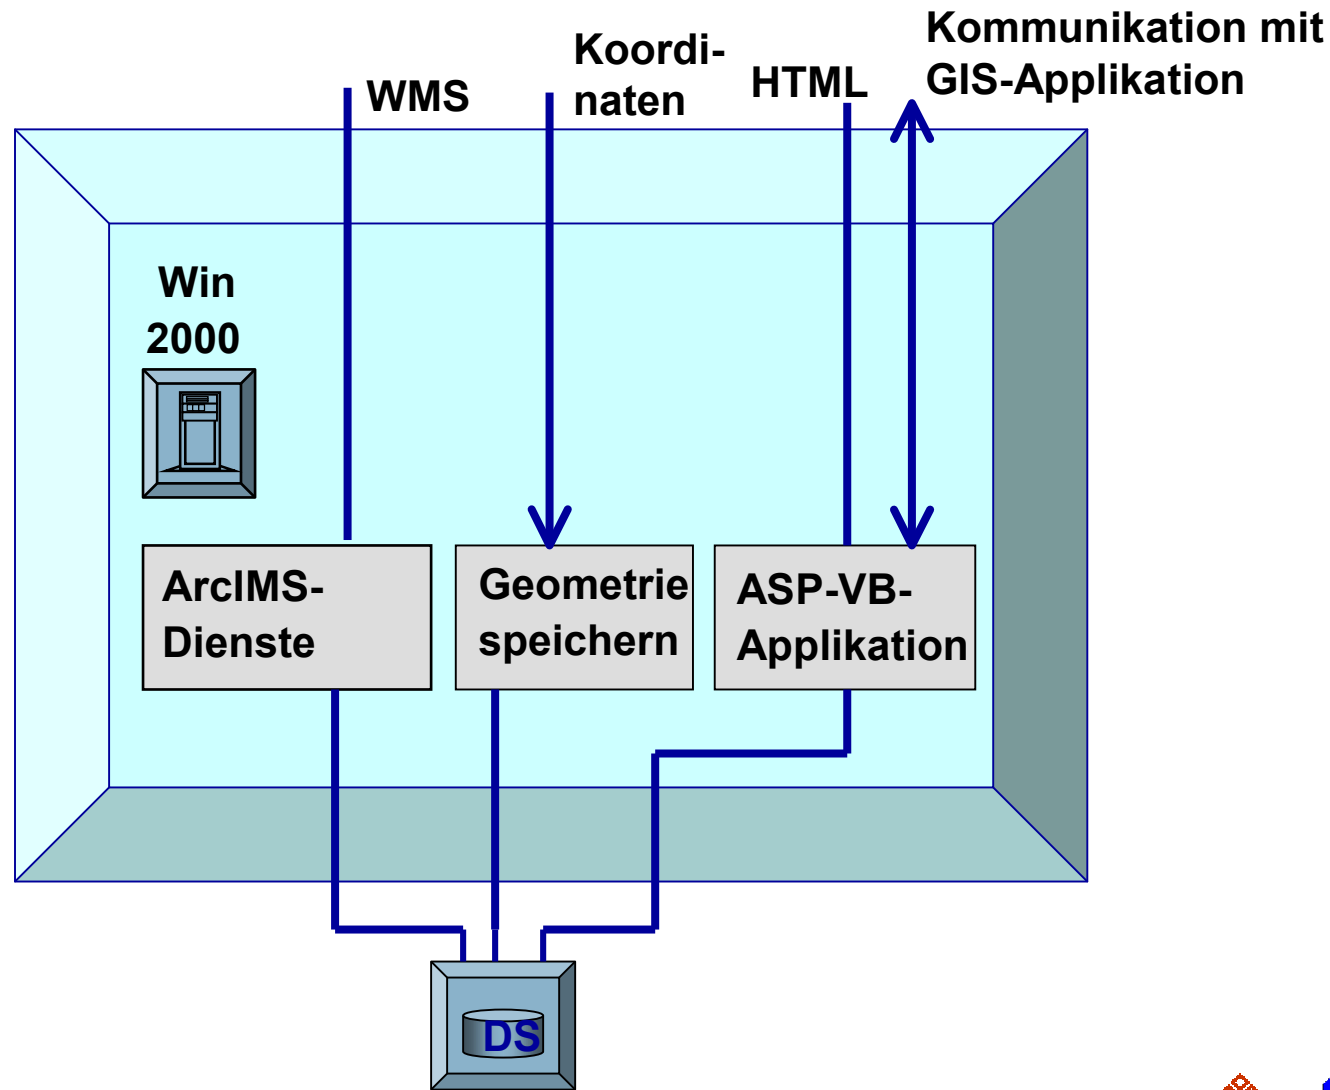 WMS
Koordi-
naten
HTML
Kommunikation mit
GIS-Applikation
Win
2000
ArcIMS-
Dienste
Geometrie
speichern
ASP-VB-
Applikation
DS